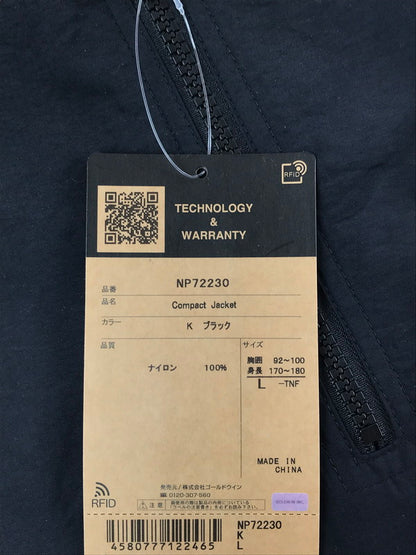 RFID
TECHNOLOGY
&
WARRANTY
品番 NP72230
品名 Compact Jacket
カラー K ブラック
品質 サイズ
ナイロン 100%
胸囲 92~100
身長 170~180
L -TNF
MADE IN
CHINA
発売元/株式会社ゴールドウイン
0120-307-560
RFID
4580777122465
NP72230
K
L